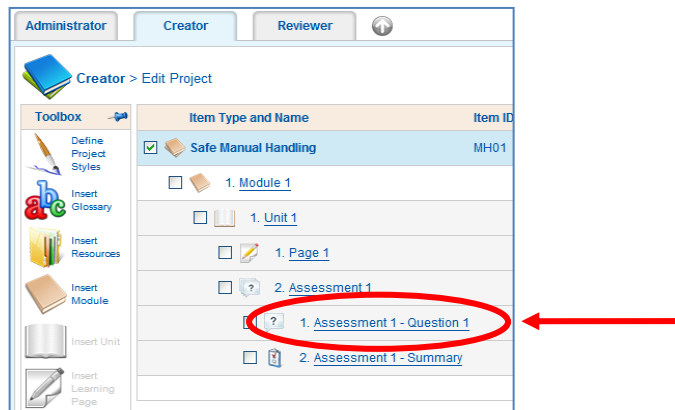 Administrator Creator Reviewer
Creator > Edit Project
Toolbox Item Type and Name Item ID
Define
Project
Styles
Safe Manual Handling MH01
Insert
Glossary
1. Module 1
Insert
Resources
1. Unit 1
1. Page 1
Insert
Module
2. Assessment 1
Insert Unit
1. Assessment 1 - Question 1
2. Assessment 1 - Summary
Insert
Learning
Page